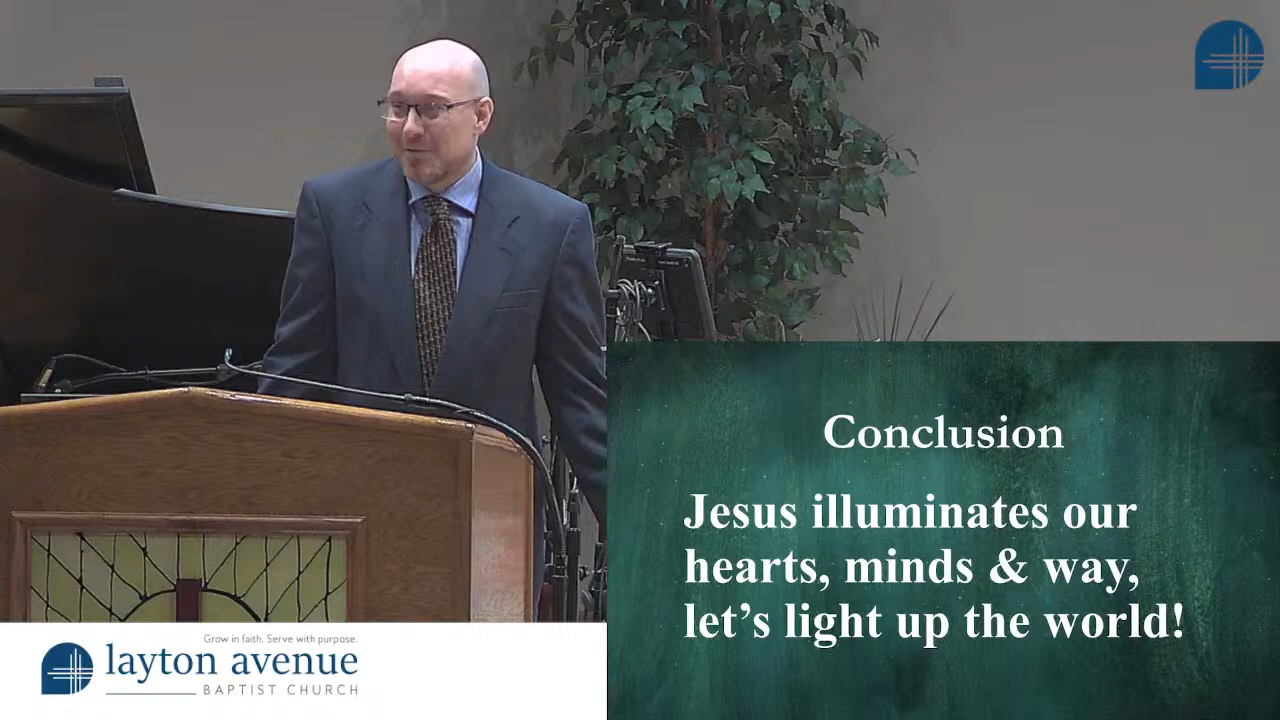 Conclusion
Jesus illuminates our
hearts, minds & way,
let's light up the world!
Grow in faith. Serve with purpose.
layton avenue
BAPTIST CHURCH